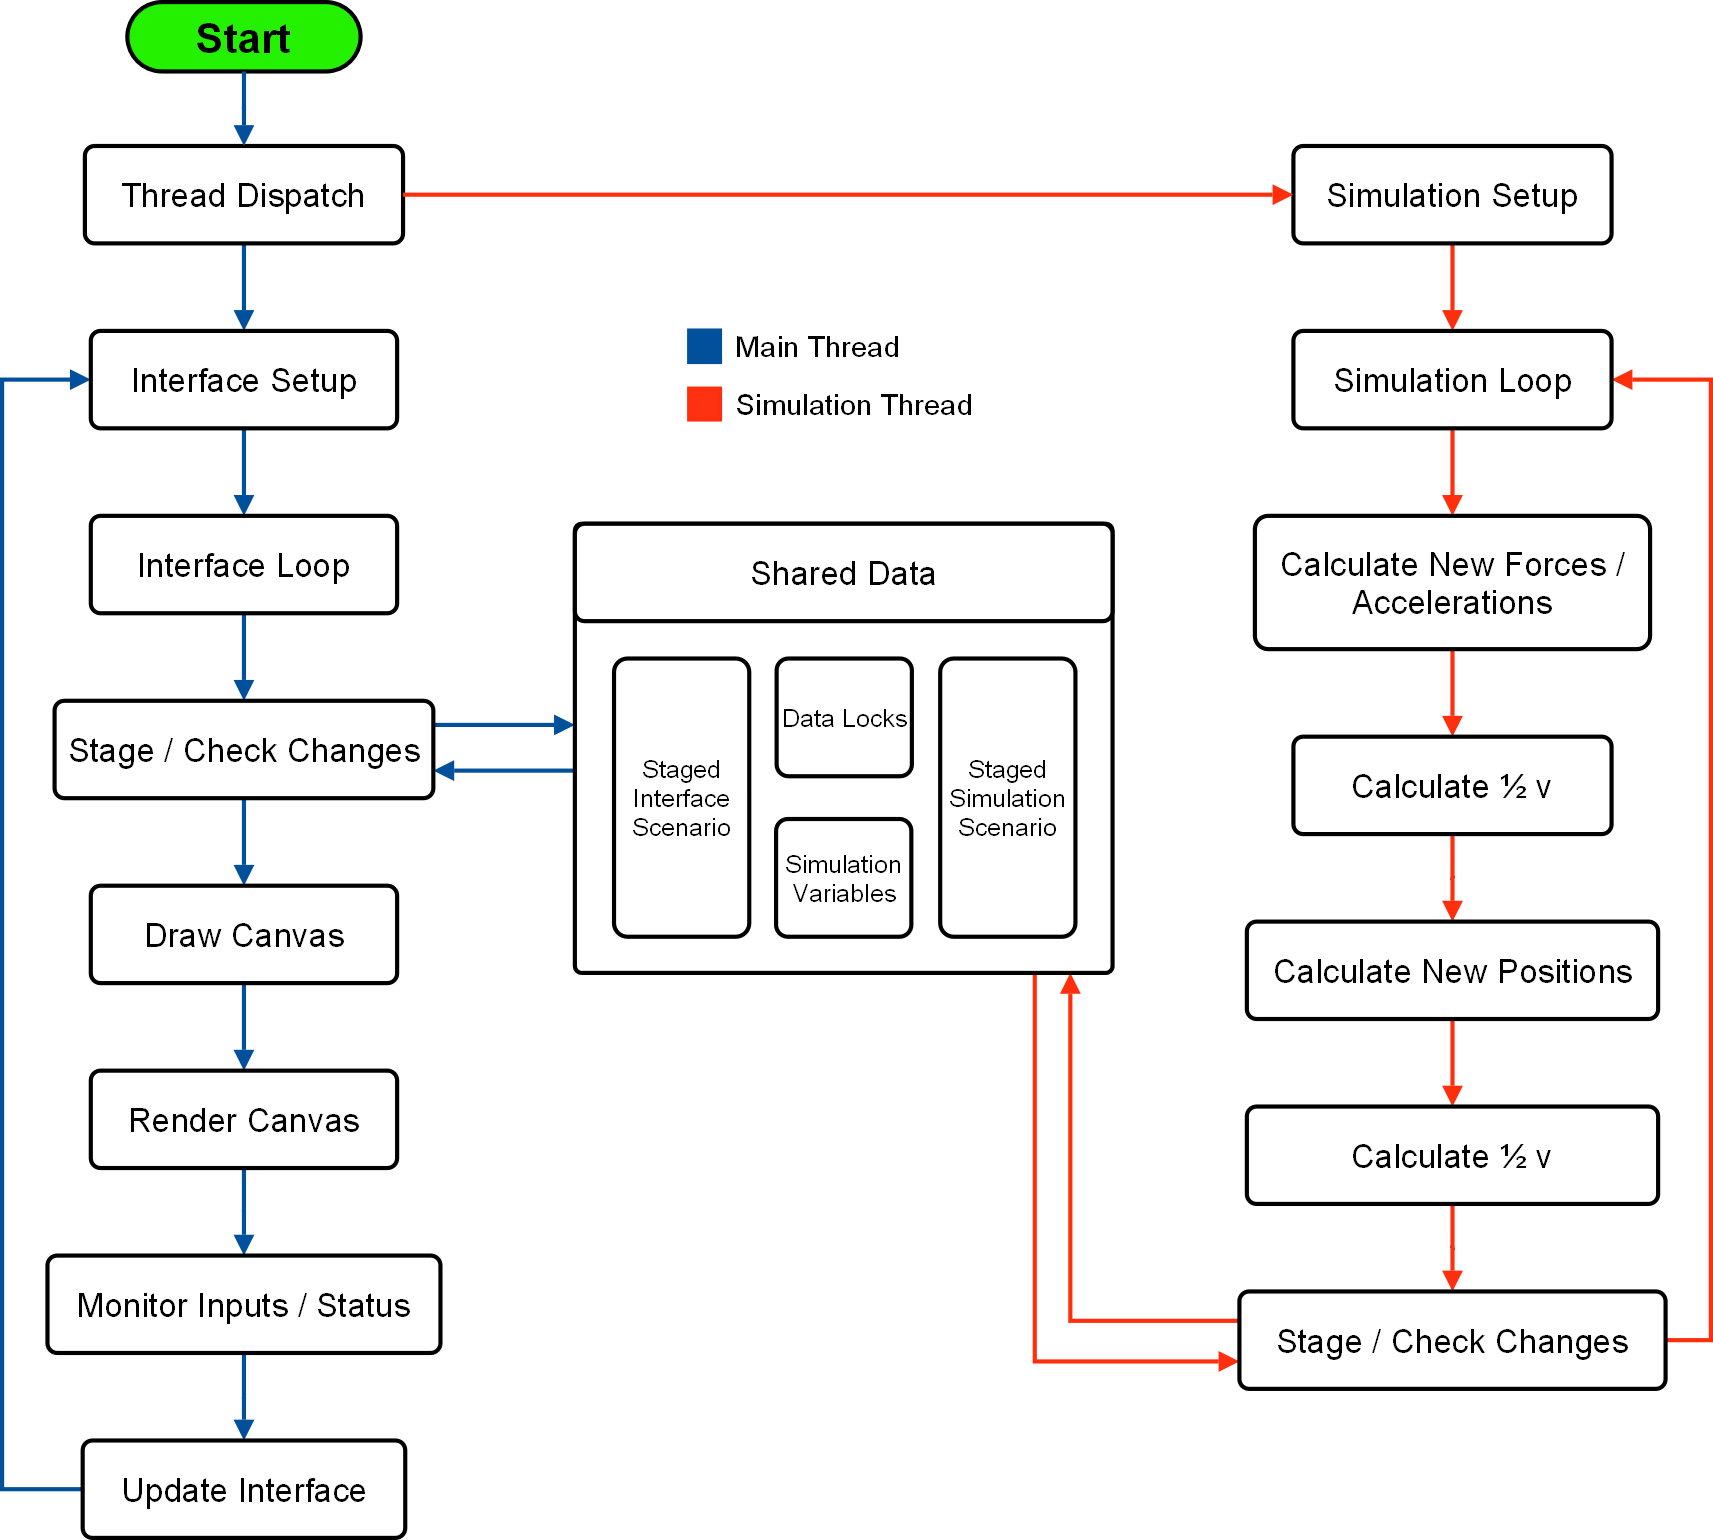 Start
Thread Dispatch
Simulation Setup
Interface Setup
Main Thread
Simulation Thread
Simulation Loop
Interface Loop
Shared Data
Calculate New Forces /
Accelerations
Stage / Check Changes
Staged
Interface
Scenario
Data Locks
Simulation
Variables
Staged
Simulation
Scenario
Calculate ½ v
Draw Canvas
Calculate New Positions
Render Canvas
Calculate ½ v
Monitor Inputs / Status
Stage / Check Changes
Update Interface